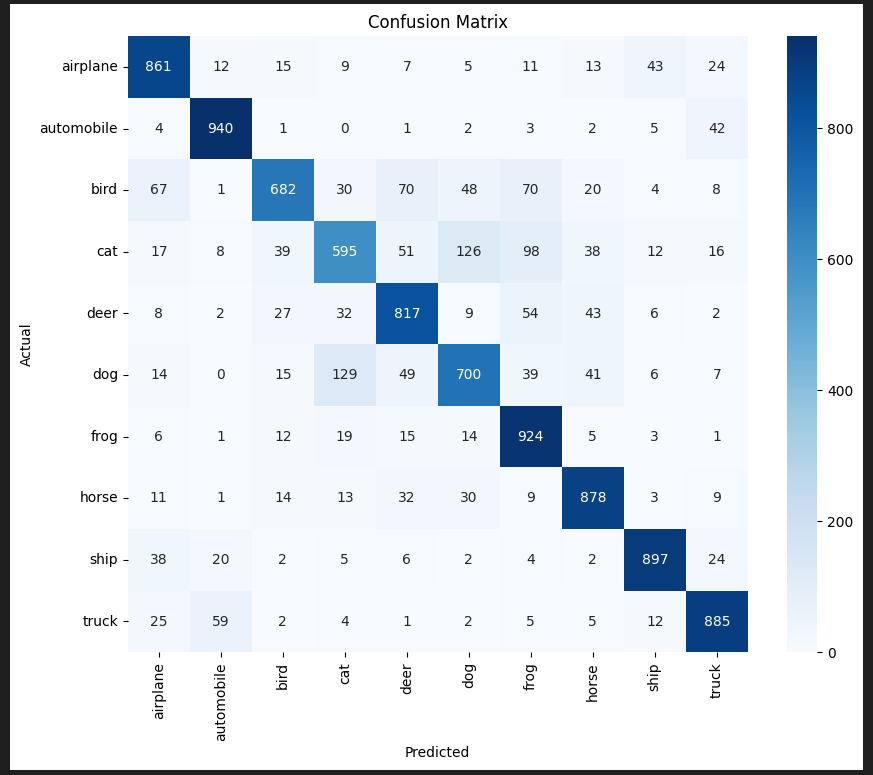 Confusion Matrix
airplane 861 12 15 9 7 5 11 13 43 24
automobile 4 940 1 0 1 2 3 2 5 42
800
bird 67 1 682 30 70 48 70 20 4 8
cat 17 8 39 595 51 126 98 38 12 16
600
deer 8 2 27 32 817 9 54 43 6 2
Actual
dog 14 0 15 129 49 700 39 41 6 7
400
frog 6 1 12 19 15 14 924 5 3 1
horse 11 1 14 13 32 30 9 878 3 9
200
ship 38 20 2 5 6 2 4 2 897 24
truck 25 59 2 4 1 2 5 5 12 885
0
airplane automobile bird cat deer dog frog horse ship truck
Predicted